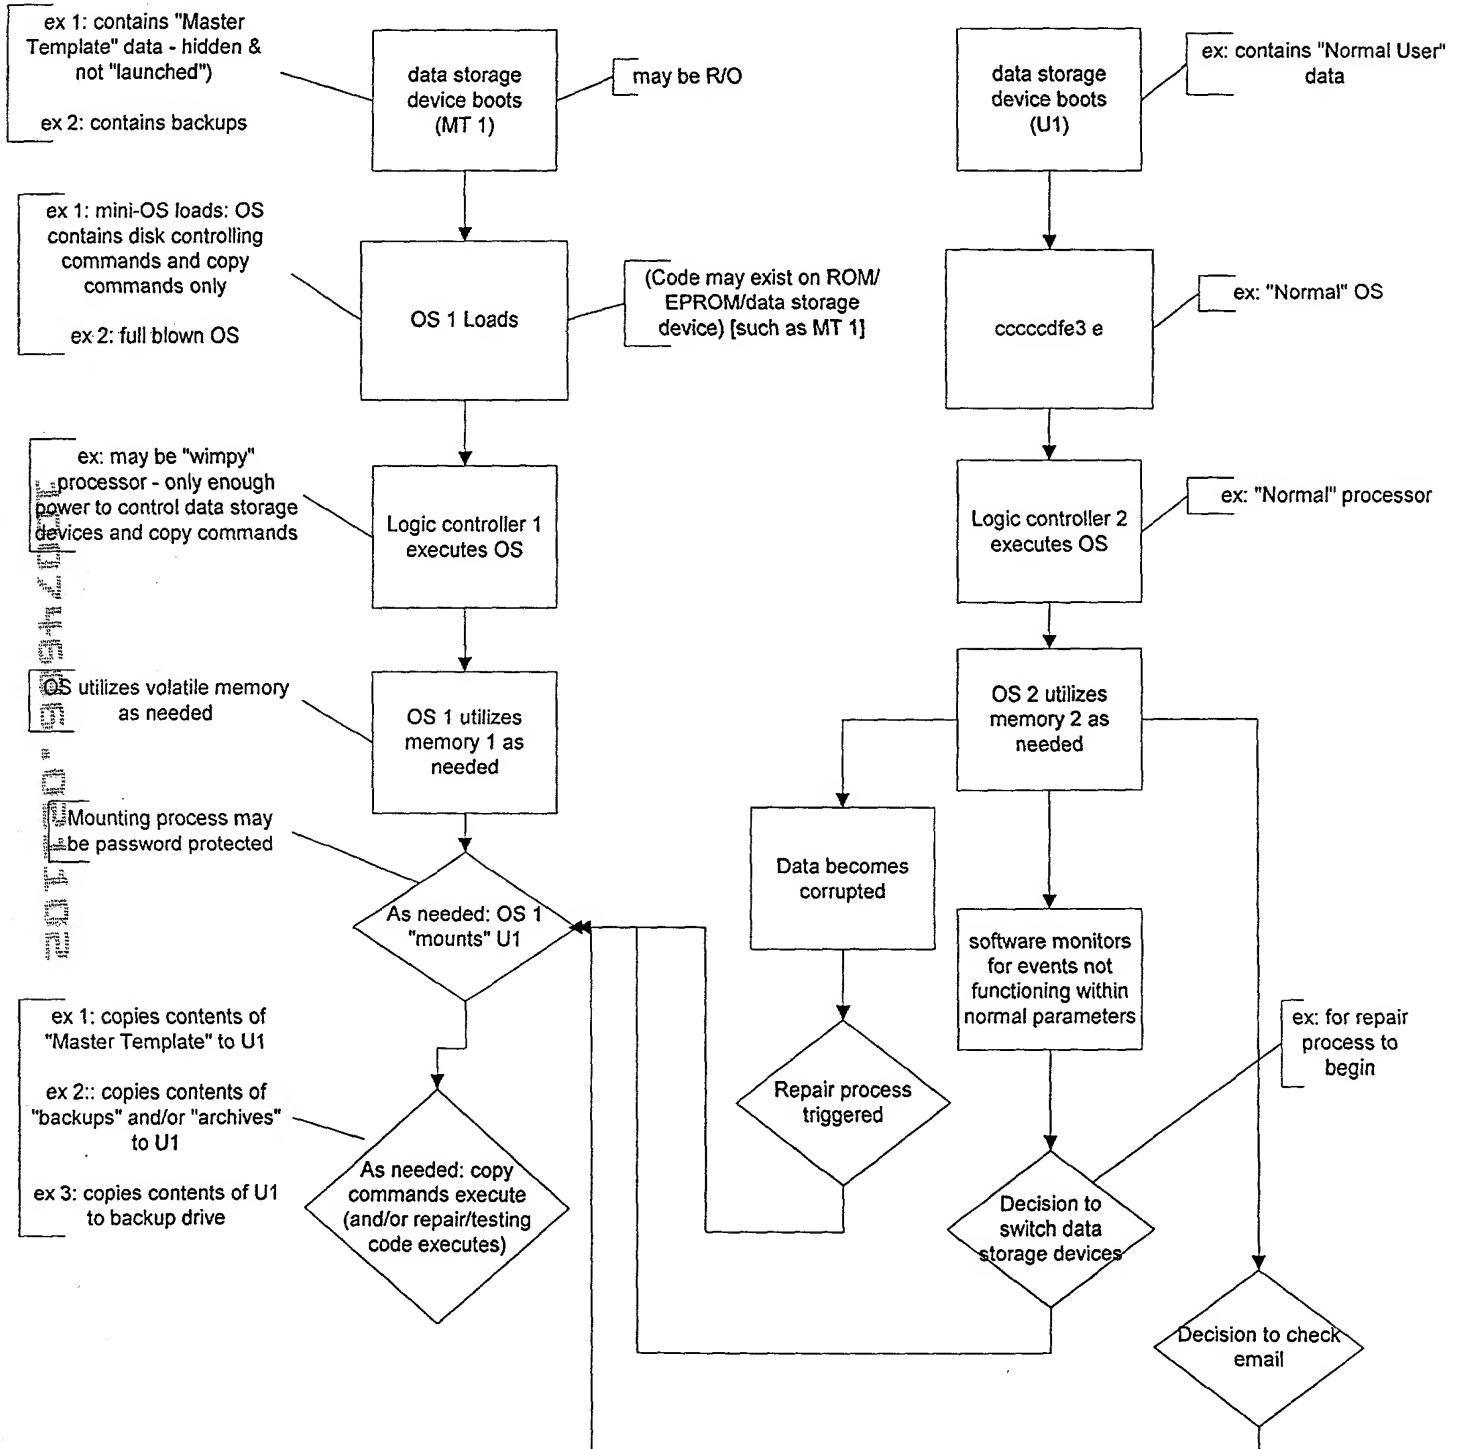 ex 1: contains "Master
Template" data - hidden &
not "launched")
ex 2: contains backups
data storage
device boots
(MT 1)
may be R/O
data storage
device boots
(U1)
ex: contains "Normal User"
data
ex 1: mini-OS loads: OS
contains disk controlling
commands and copy
commands only
ex 2: full blown OS
OS 1 Loads
(Code may exist on ROM/
EPROM/data storage
device) [such as MT 1]
cccccdfe3 e
ex: "Normal" OS
ex: may be "wimpy"
processor - only enough
power to control data storage
devices and copy commands
Logic controller 1
executes OS
Logic controller 2
executes OS
ex: "Normal" processor
OS utilizes volatile memory
as needed
OS 1 utilizes
memory 1 as
needed
OS 2 utilizes
memory 2 as
needed
Mounting process may
be password protected
As needed: OS 1
"mounts" U1
Data becomes
corrupted
software monitors
for events not
functioning within
normal parameters
ex 1: copies contents of
"Master Template" to U1
ex 2:: copies contents of
"backups" and/or "archives"
to U1
ex 3: copies contents of U1
to backup drive
As needed: copy
commands execute
(and/or repair/testing
code executes)
Repair process
triggered
ex: for repair
process to
begin
Decision to
switch data
storage devices
Decision to check
email